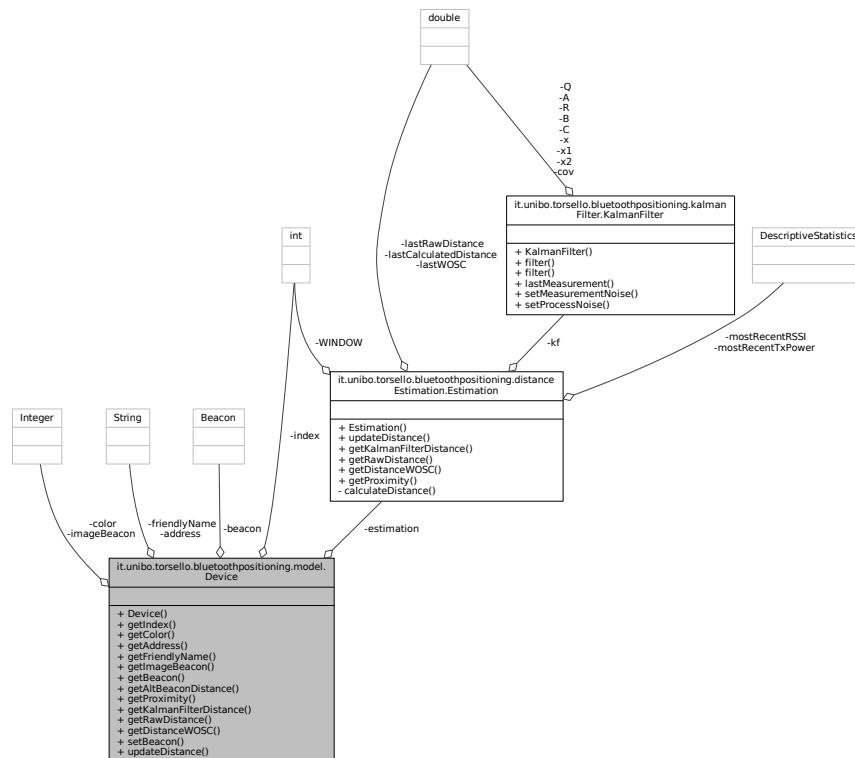 double
-Q
-A
-R
-B
-C
-x
-x1
-x2
-cov
it.unibo.torsello.bluetoothpositioning.kalman
Filter.KalmanFilter
+ KalmanFilter()
+ filter()
+ filter()
+ lastMeasurement()
+ setMeasurementNoise()
+ setProcessNoise()
int
DescriptiveStatistics
-lastRawDistance
-lastCalculatedDistance
-lastWOSC
-WINDOW
-kf
-mostRecentRSSI
-mostRecentTxPower
it.unibo.torsello.bluetoothpositioning.distance
Estimation.Estimation
+ Estimation()
+ updateDistance()
+ getKalmanFilterDistance()
+ getRawDistance()
+ getDistanceWOSC()
+ getProximity()
- calculateDistance()
Integer
String
Beacon
-index
-color
-imageBeacon
-friendlyName
-address
-beacon
-estimation
it.unibo.torsello.bluetoothpositioning.model.
Device
+ Device()
+ getIndex()
+ getColor()
+ getAddress()
+ getFriendlyName()
+ getImageBeacon()
+ getBeacon()
+ getAltBeaconDistance()
+ getProximity()
+ getKalmanFilterDistance()
+ getRawDistance()
+ getDistanceWOSC()
+ setBeacon()
+ updateDistance()